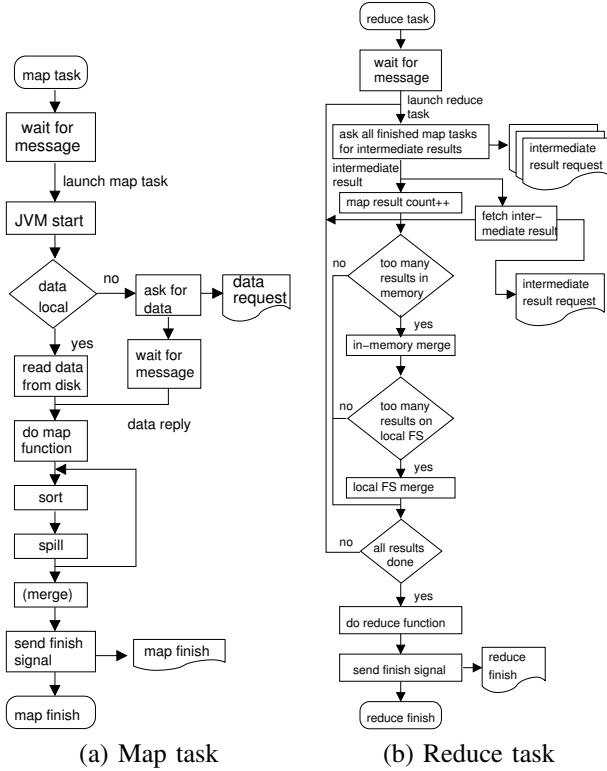 map task
wait for
message
launch map task
JVM start
data
local
no
ask for
data
data
request
yes
read data
from disk
wait for
message
data reply
do map
function
sort
spill
(merge)
send finish
signal
map finish
map finish
(a) Map task
reduce task
wait for
message
launch reduce
task
ask all finished map tasks
for intermediate results
intermediate
result request
intermediate
result
map result count++
fetch inter-
mediate result
no
too many
results in
memory
intermediate
result request
yes
in-memory merge
no
too many
results on
local FS
yes
local FS merge
no
all results
done
yes
do reduce function
send finish signal
reduce
finish
reduce finish
(b) Reduce task